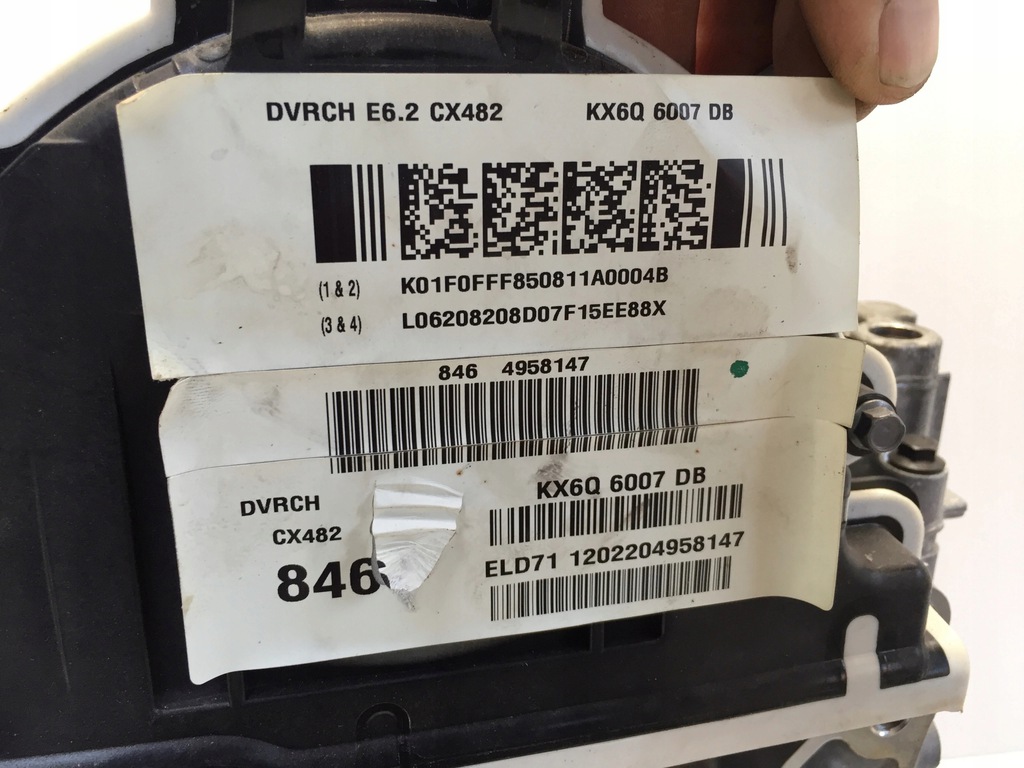 DVRCH E6.2 CX482 KX6Q 6007 DB
(1 & 2) K01F0FFF850811A0004B
(3 & 4) L06208208D07F15EE88X
846 4958147
DVRCH
CX482
846
KX6Q 6007 DB
ELD71 1202204958147